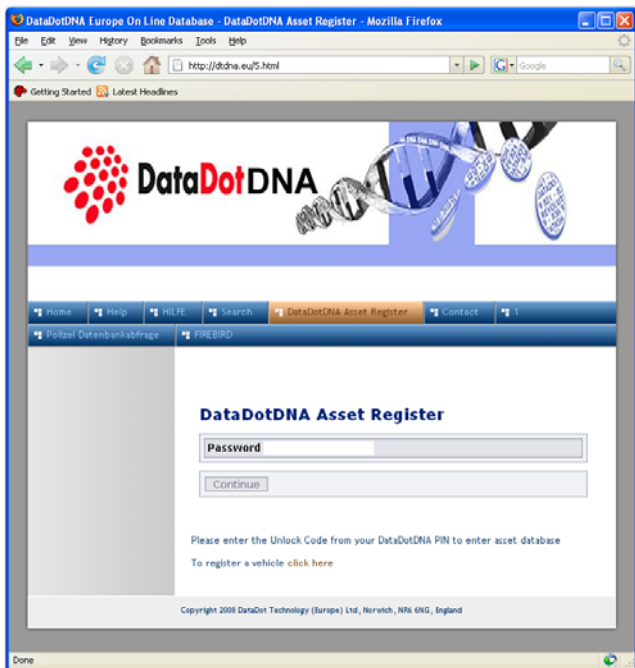 DataDotDNA Europe On Line Database - DataDotDNA Asset Register - Mozilla Firefox
File Edit View History Bookmarks Tools Help
http://dtdna.eu/5.html
G Google
Getting Started Latest Headlines
DataDotDNA
Home Help HILFE Search DataDotDNA Asset Register Contact 1
Polizei Datenbankabfrage FIREBIRD
DataDotDNA Asset Register
Password
Continue
Please enter the Unlock Code from your DataDotDNA PIN to enter asset database
To register a vehicle click here
Copyright 2008 DataDot Technology (Europe) Ltd, Norwich, NR6 6NG, England
Done